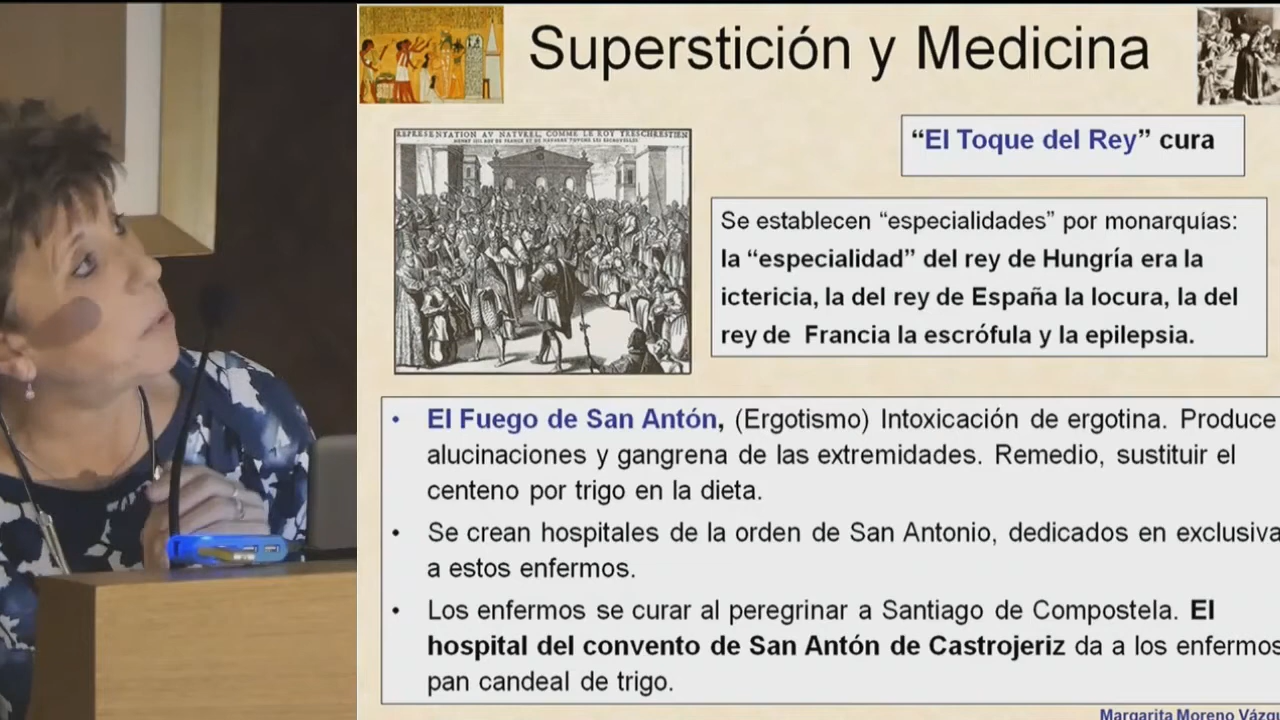 Superstición y Medicina
REPRESENTATION AV NATVREL, COMME LE ROY TRESCHRESTIEN
“El Toque del Rey” cura
Se establecen “especialidades” por monarquías:
la “especialidad” del rey de Hungría era la
ictericia, la del rey de España la locura, la del
rey de Francia la escrófula y la epilepsia.
• El Fuego de San Antón, (Ergotismo) Intoxicación de ergotina. Produce
alucinaciones y gangrena de las extremidades. Remedio, sustituir el
centeno por trigo en la dieta.
• Se crean hospitales de la orden de San Antonio, dedicados en exclusiva
a estos enfermos.
• Los enfermos se curar al peregrinar a Santiago de Compostela. El
hospital del convento de San Antón de Castrojeriz da a los enfermos
pan candeal de trigo.
Margarita Moreno Vázqu